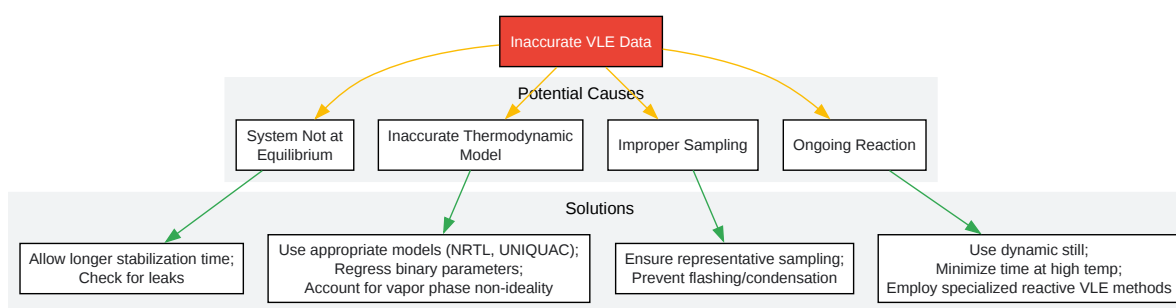 Inaccurate VLE Data
Potential Causes
System Not at
Equilibrium
Inaccurate Thermodynamic
Model
Improper Sampling
Ongoing Reaction
Solutions
Allow longer stabilization time;
Check for leaks
Use appropriate models (NRTL, UNIQUAC);
Regress binary parameters;
Account for vapor phase non-ideality
Ensure representative sampling;
Prevent flashing/condensation
Use dynamic still;
Minimize time at high temp;
Employ specialized reactive VLE methods